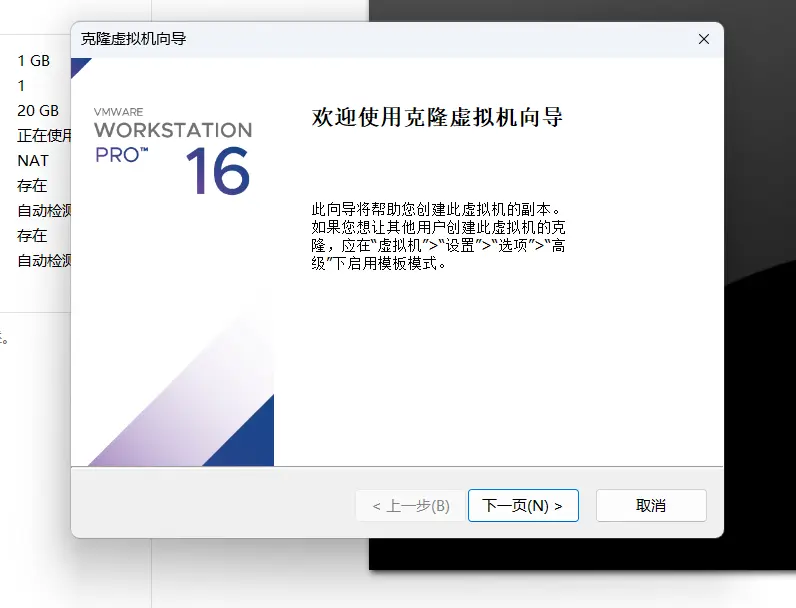 克隆虚拟机向导
1 GB
1
20 GB
正在使用
NAT
存在
自动检测
存在
自动检测
VMWARE
WORKSTATION
PRO™ 16
欢迎使用克隆虚拟机向导
此向导将帮助您创建此虚拟机的副本。
如果您想让其他用户创建此虚拟机的克
隆，应在“虚拟机”>“设置”>“选项”>“高
级”下启用模板模式。
< 上一步(B)
下一页(N) >
取消